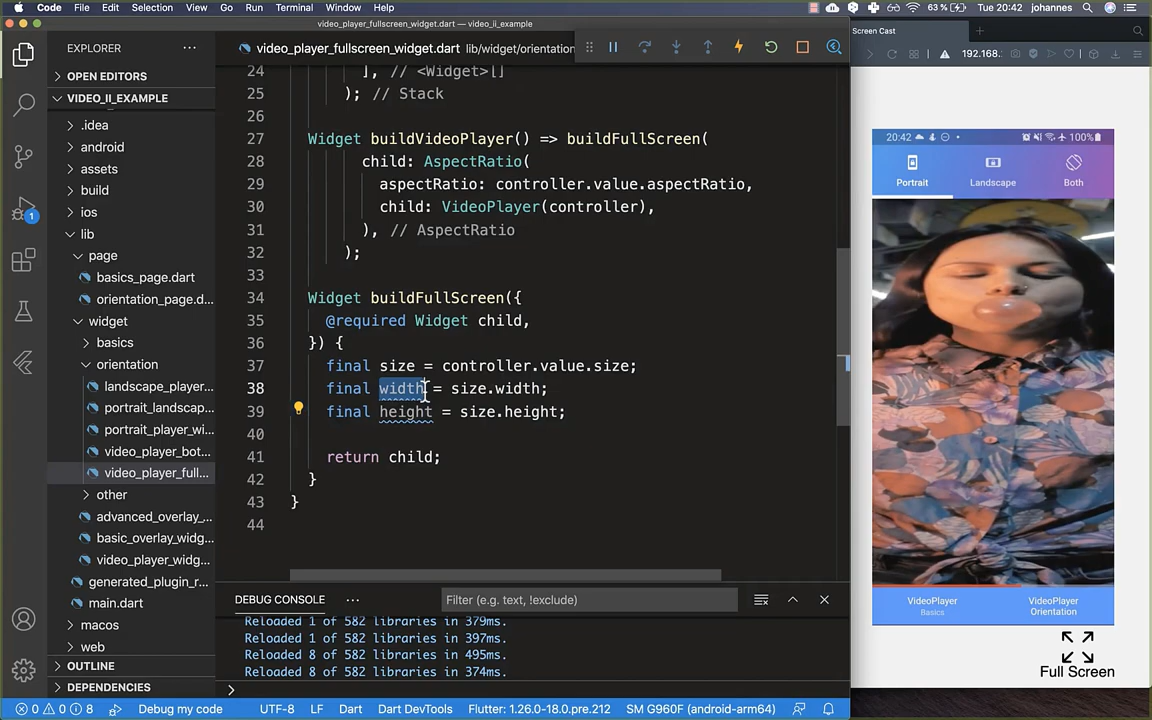 Code File Edit Selection View Go Run Terminal Window Help
63% Tue 20:42 johannes
video_player_fullscreen_widget.dart — video_ii_example
EXPLORER
OPEN EDITORS
VIDEO_II_EXAMPLE
.idea
android
assets
build
ios
lib
page
basics_page.dart
orientation_page.d...
widget
basics
orientation
landscape_player...
portrait_landscap...
portrait_player_wi...
video_player_bot...
video_player_full...
other
advanced_overlay_...
basic_overlay_widg...
video_player_widg...
generated_plugin_r...
main.dart
macos
web
OUTLINE
DEPENDENCIES
1
video_player_fullscreen_widget.dart lib/widget/orientation
24 ], // <Widget>[]
25 ); // Stack
26
27 Widget buildVideoPlayer() => buildFullScreen(
28 child: AspectRatio(
29 aspectRatio: controller.value.aspectRatio,
30 child: VideoPlayer(controller),
31 ), // AspectRatio
32 );
33
34 Widget buildFullScreen({
35 @required Widget child,
36 }) {
37 final size = controller.value.size;
38 final width = size.width;
39 final height = size.height;
40
41 return child;
42 }
43 }
44
DEBUG CONSOLE ... Filter (e.g. text, !exclude)
Reloaded 1 of 582 libraries in 379ms.
Reloaded 1 of 582 libraries in 397ms.
Reloaded 8 of 582 libraries in 495ms.
Reloaded 8 of 582 libraries in 374ms.
0 0 8 Debug my code UTF-8 LF Dart Dart DevTools Flutter: 1.26.0-18.0.pre.212 SM G960F (android-arm64)
Screen Cast
192.168.
20:42 100%
Portrait Landscape Both
VideoPlayer
Basics
VideoPlayer
Orientation
Full Screen